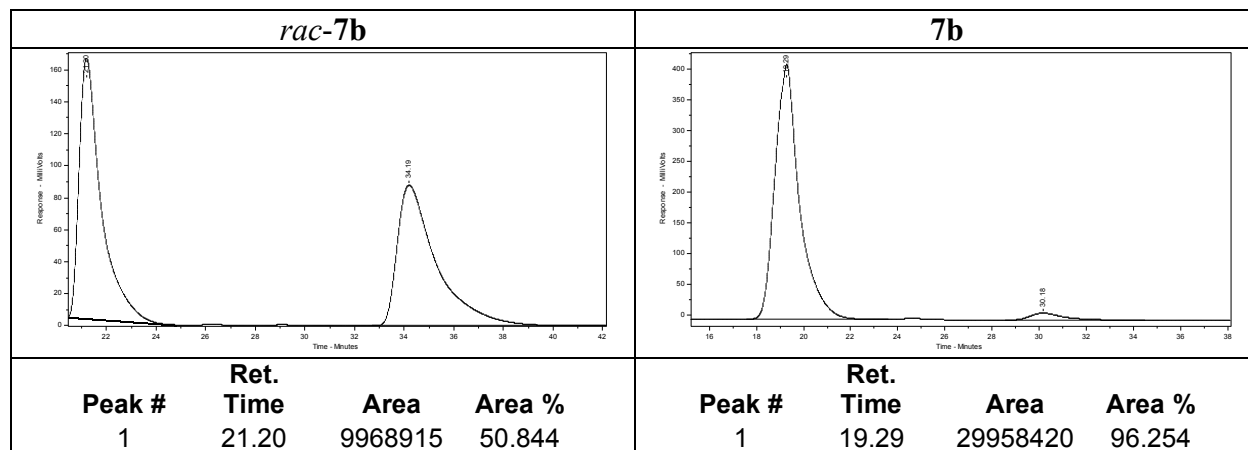 rac-7b
7b
160
140
120
100
80
60
40
20
0
Response - MilliVolts
34.19
22 24 26 28 30 32 34 36 38 40 42
Time - Minutes
400
350
300
250
200
150
100
50
0
Response - MilliVolts
30.18
16 18 20 22 24 26 28 30 32 34 36 38
Time - Minutes
Ret.
Peak # Time Area Area %
1 21.20 9968915 50.844
Ret.
Peak # Time Area Area %
1 19.29 29958420 96.254